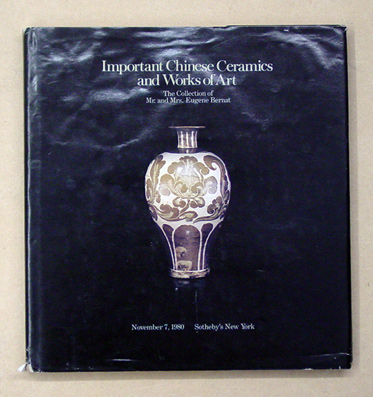 Important Chinese Ceramics
and Works of Art
The Collection of
Mr. and Mrs. Eugene Bernat
November 7, 1980 Sotheby's New York